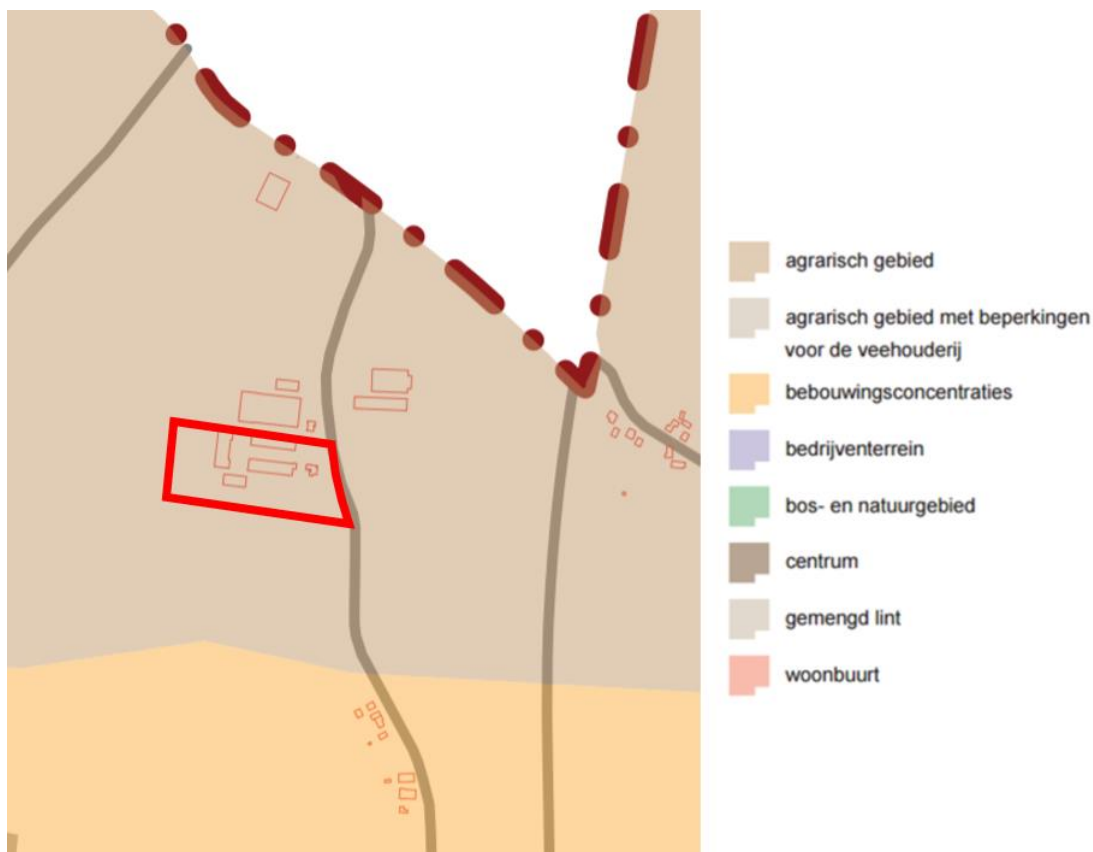 agrarisch gebied
agrarisch gebied met beperkingen
voor de veehouderij
bebouwingsconcentraties
bedrijventerrein
bos- en natuurgebied
centrum
gemengd lint
woonbuurt